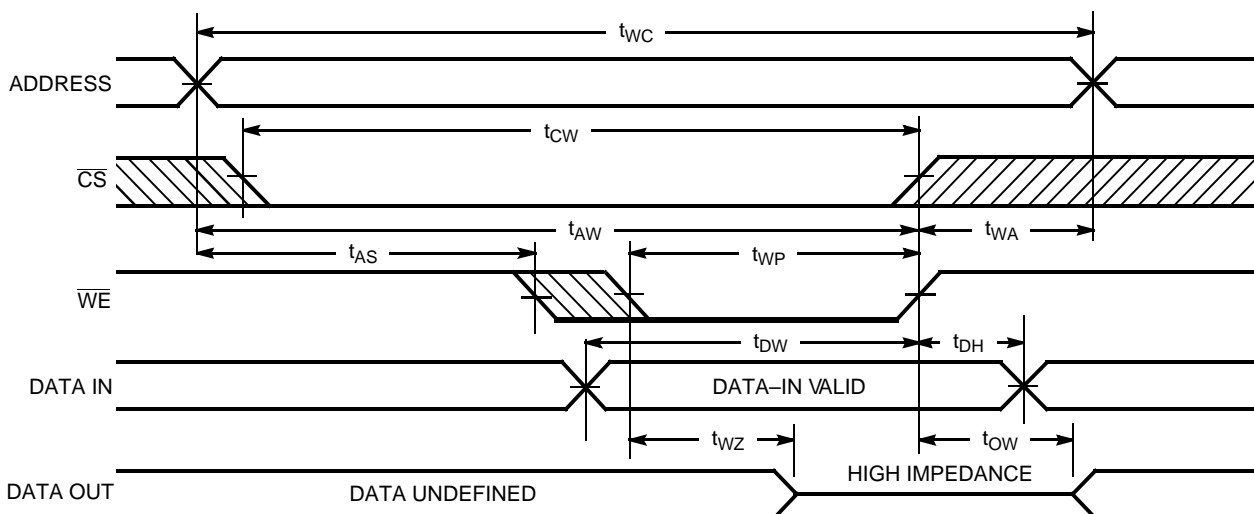 tWC
ADDRESS
tCW
CS
tAW
tWA
tAS
tWP
WE
tDW
tDH
DATA IN
DATA–IN VALID
tWZ
tOW
HIGH IMPEDANCE
DATA OUT
DATA UNDEFINED